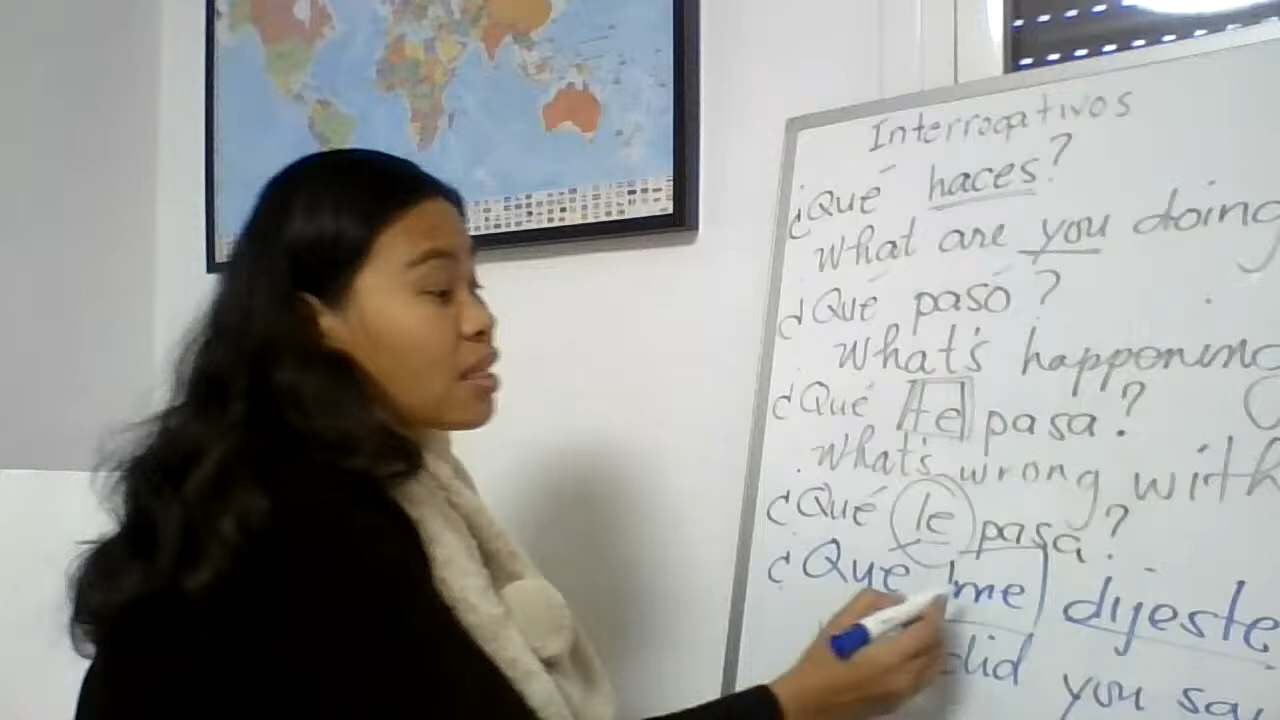 Interrogativos
¿Qué haces?
What are you doing
¿Qué pasó?
What's happening
¿Qué te pasa?
What's wrong with
¿Qué le pasa?
¿Que me dijeste
did you say